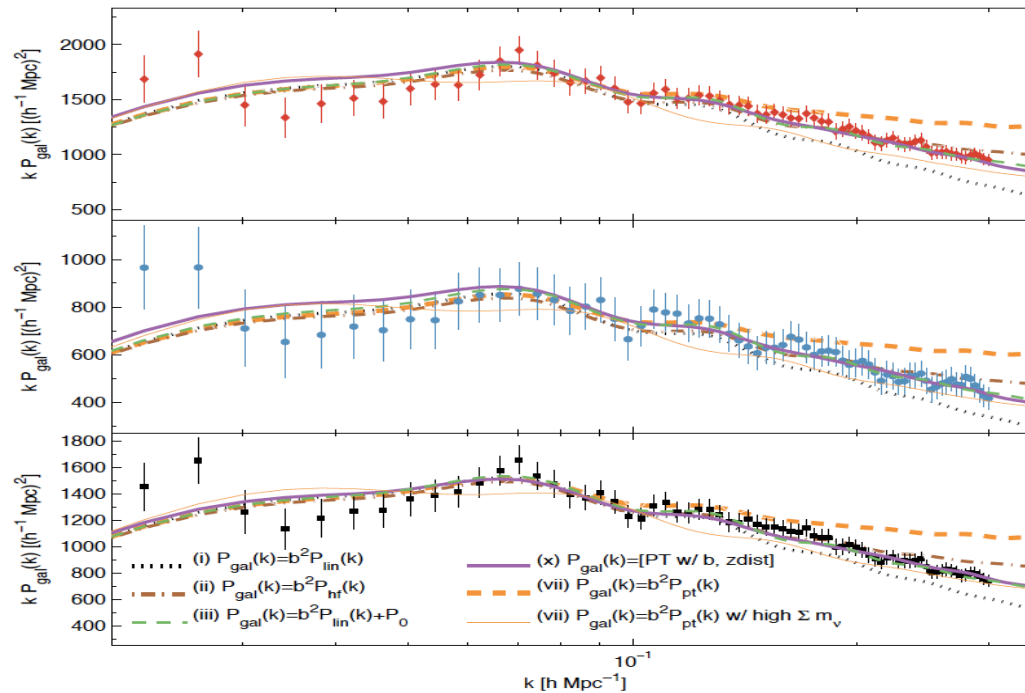 2000
1500
1000
500
k P_gal(k) [(h^-1 Mpc)^2]
1000
800
600
400
k P_gal(k) [(h^-1 Mpc)^2]
1800
1600
1400
1200
1000
800
600
400
k P_gal(k) [(h^-1 Mpc)^2]
(i) P_gal(k)=b^2P_lin(k)
(ii) P_gal(k)=b^2P_hf(k)
(iii) P_gal(k)=b^2P_lin(k)+P_0
(x) P_gal(k)=[PT w/ b, zdist]
(vii) P_gal(k)=b^2P_pt(k)
(vii) P_gal(k)=b^2P_pt(k) w/ high Σ m_ν
10^-1
k [h Mpc^-1]